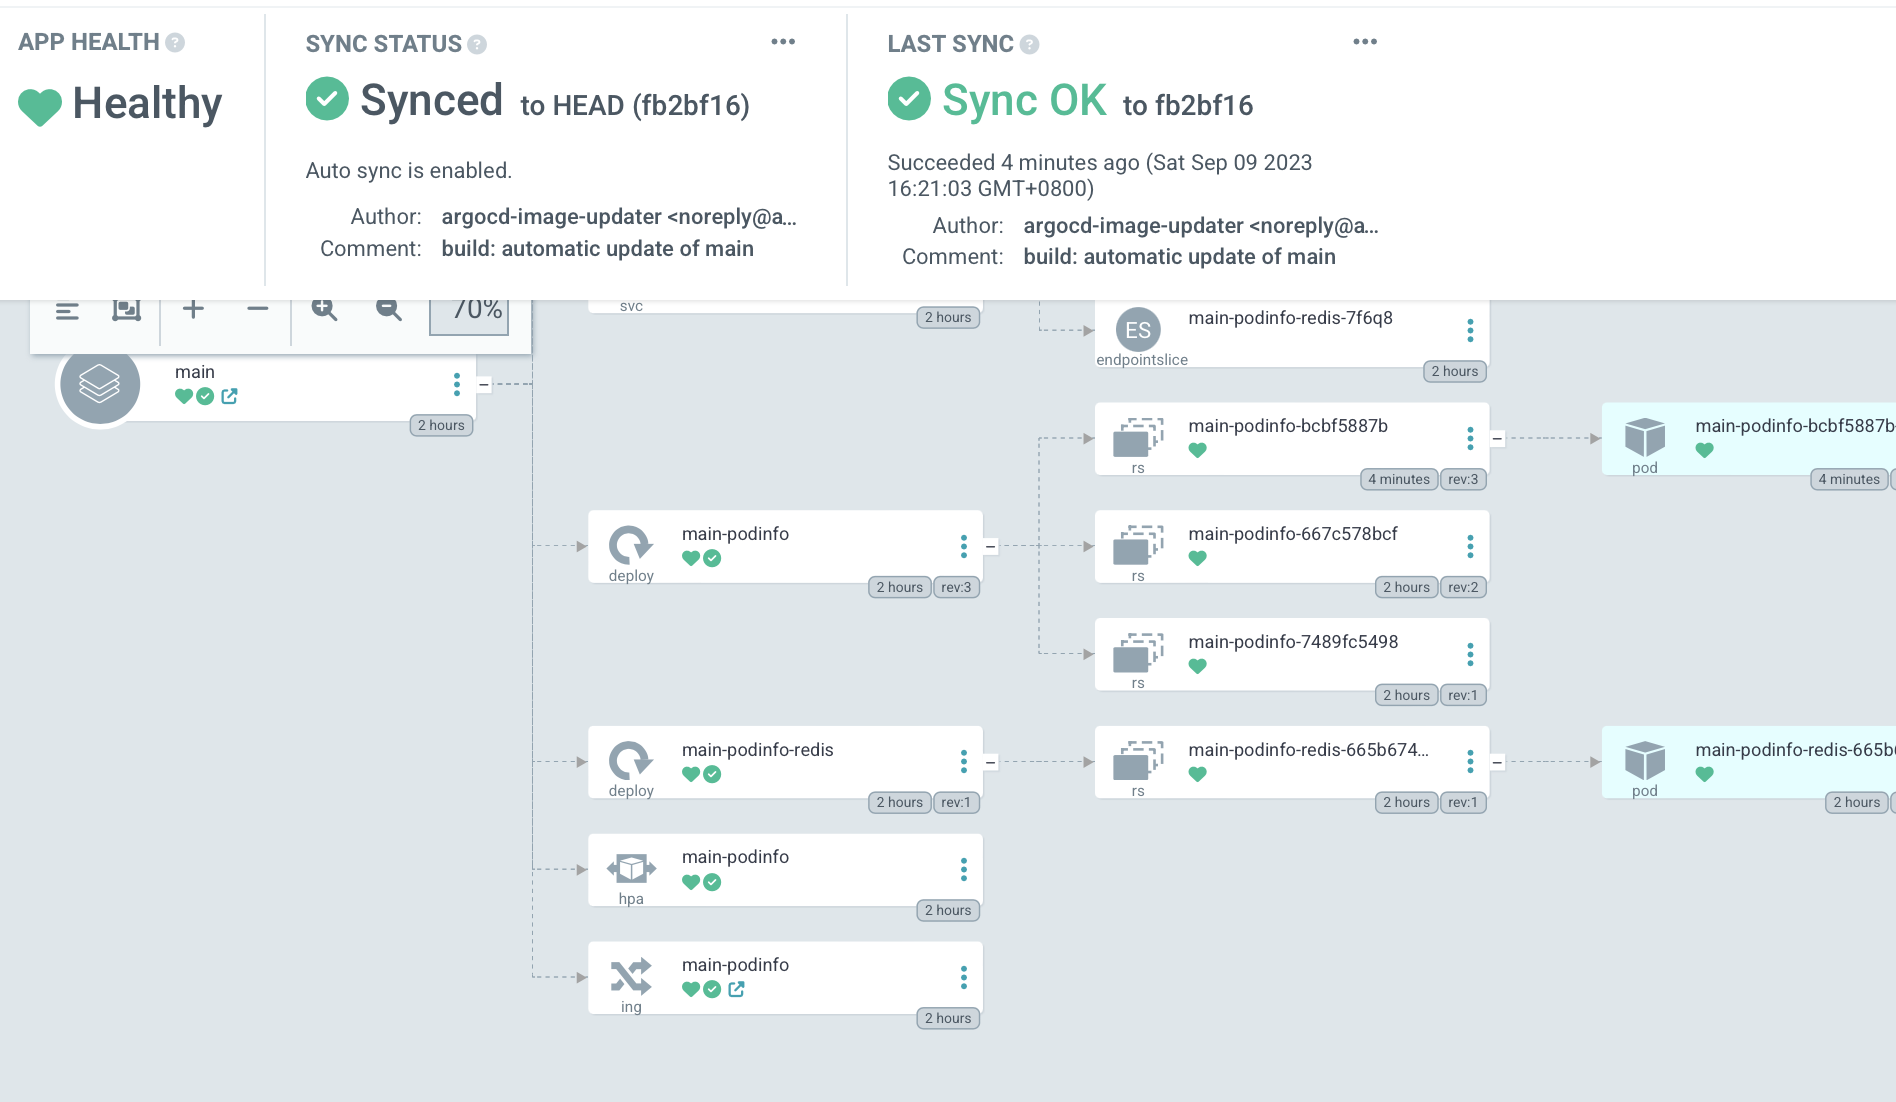 APP HEALTH ?
Healthy
SYNC STATUS ?
Synced to HEAD (fb2bf16)
Auto sync is enabled.
Author: argocd-image-updater <noreply@a...
Comment: build: automatic update of main
LAST SYNC ?
Sync OK to fb2bf16
Succeeded 4 minutes ago (Sat Sep 09 2023
16:21:03 GMT+0800)
Author: argocd-image-updater <noreply@a...
Comment: build: automatic update of main
70%
main
2 hours
svc
2 hours
ES
endpointslice
main-podinfo-redis-7f6q8
2 hours
rs
main-podinfo-bcbf5887b
4 minutes rev:3
pod
main-podinfo-bcbf5887b
4 minutes
deploy
main-podinfo
2 hours rev:3
rs
main-podinfo-667c578bcf
2 hours rev:2
rs
main-podinfo-7489fc5498
2 hours rev:1
deploy
main-podinfo-redis
2 hours rev:1
rs
main-podinfo-redis-665b674...
2 hours rev:1
pod
main-podinfo-redis-665b
2 hours
hpa
main-podinfo
2 hours
ing
main-podinfo
2 hours